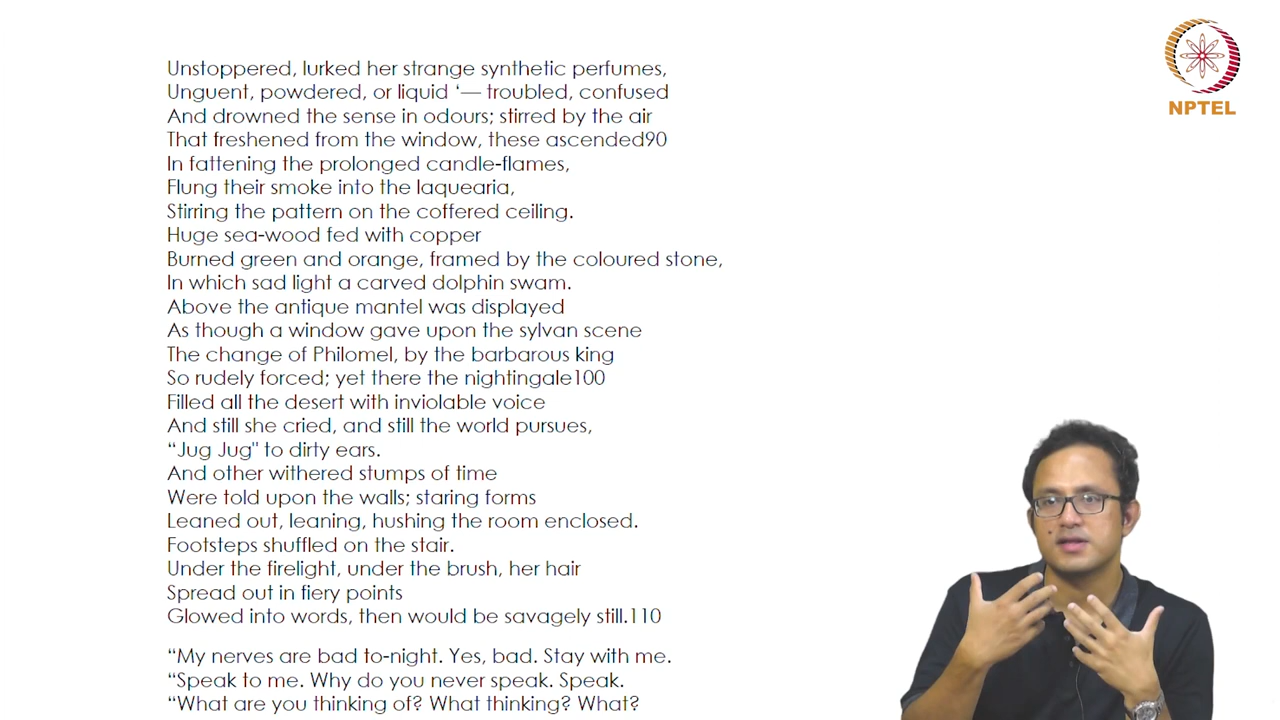 Unstoppered, lurked her strange synthetic perfumes,
Unguent, powdered, or liquid ‘— troubled, confused
And drowned the sense in odours; stirred by the air
That freshened from the window, these ascended90
In fattening the prolonged candle-flames,
Flung their smoke into the laquearia,
Stirring the pattern on the coffered ceiling.
Huge sea-wood fed with copper
Burned green and orange, framed by the coloured stone,
In which sad light a carved dolphin swam.
Above the antique mantel was displayed
As though a window gave upon the sylvan scene
The change of Philomel, by the barbarous king
So rudely forced; yet there the nightingale100
Filled all the desert with inviolable voice
And still she cried, and still the world pursues,
“Jug Jug" to dirty ears.
And other withered stumps of time
Were told upon the walls; staring forms
Leaned out, leaning, hushing the room enclosed.
Footsteps shuffled on the stair.
Under the firelight, under the brush, her hair
Spread out in fiery points
Glowed into words, then would be savagely still.110
“My nerves are bad to-night. Yes, bad. Stay with me.
“Speak to me. Why do you never speak. Speak.
“What are you thinking of? What thinking? What?
NPTEL